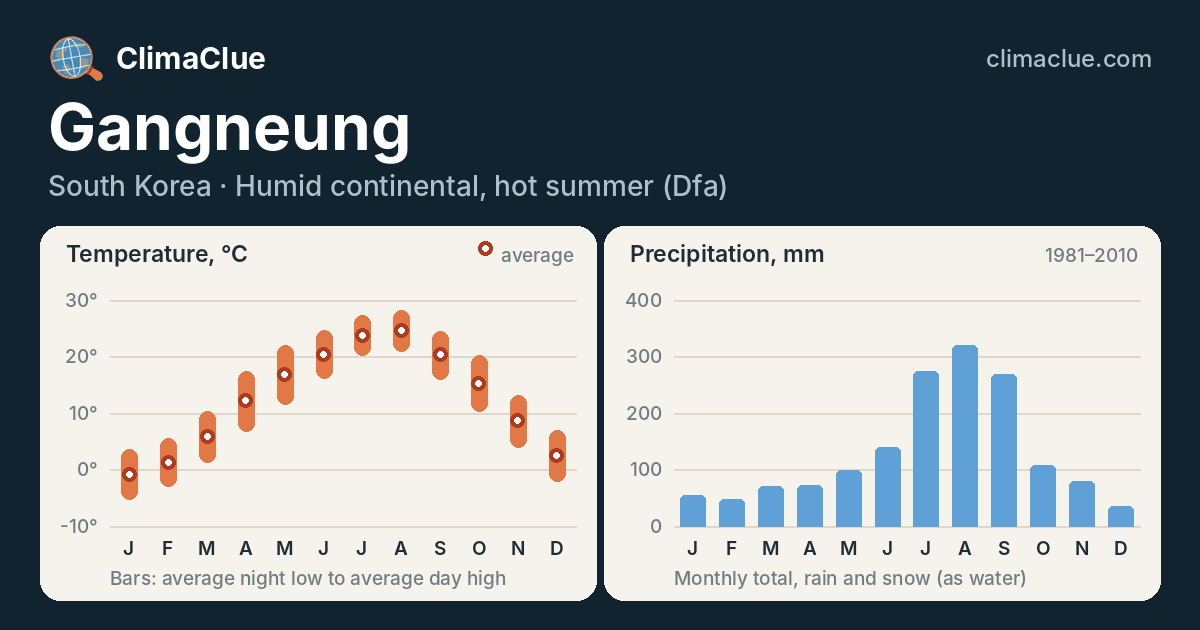 ClimaClue
climaclue.com
Gangneung
South Korea · Humid continental, hot summer (Dfa)
Temperature, °C
average
30°
20°
10°
0°
-10°
J F M A M J J A S O N D
Bars: average night low to average day high
Precipitation, mm
1981–2010
400
300
200
100
0
J F M A M J J A S O N D
Monthly total, rain and snow (as water)